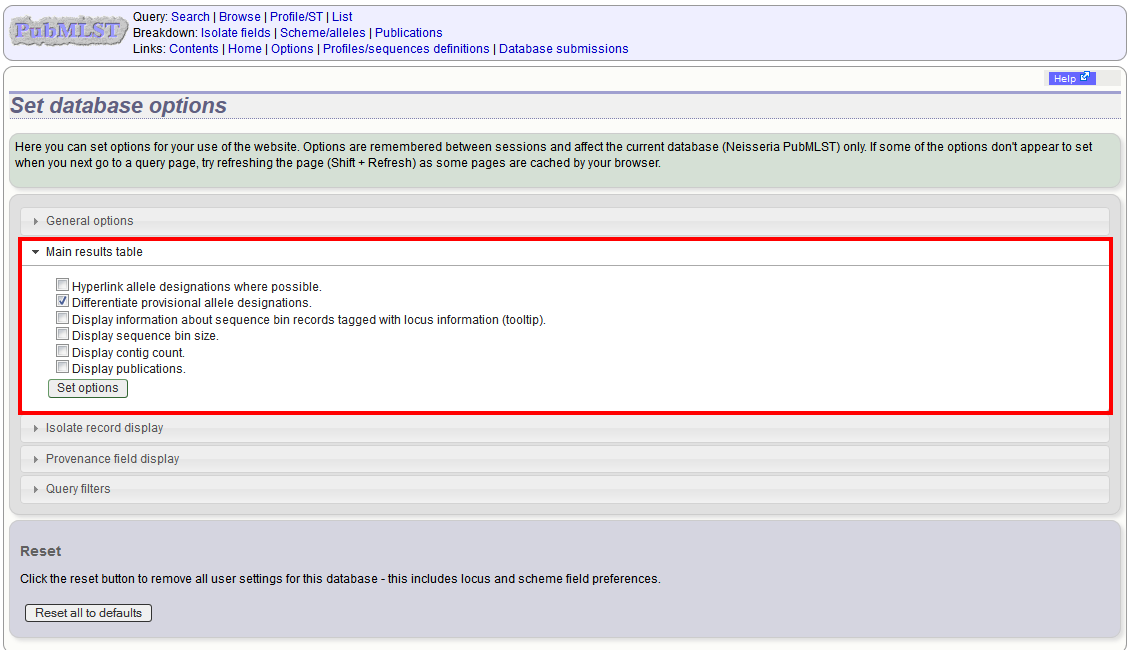 PubMLST
Query: Search | Browse | Profile/ST | List
Breakdown: Isolate fields | Scheme/alleles | Publications
Links: Contents | Home | Options | Profiles/sequences definitions | Database submissions
Help
Set database options
Here you can set options for your use of the website. Options are remembered between sessions and affect the current database (Neisseria PubMLST) only. If some of the options don't appear to set
when you next go to a query page, try refreshing the page (Shift + Refresh) as some pages are cached by your browser.
General options
Main results table
Hyperlink allele designations where possible.
Differentiate provisional allele designations.
Display information about sequence bin records tagged with locus information (tooltip).
Display sequence bin size.
Display contig count.
Display publications.
Set options
Isolate record display
Provenance field display
Query filters
Reset
Click the reset button to remove all user settings for this database - this includes locus and scheme field preferences.
Reset all to defaults